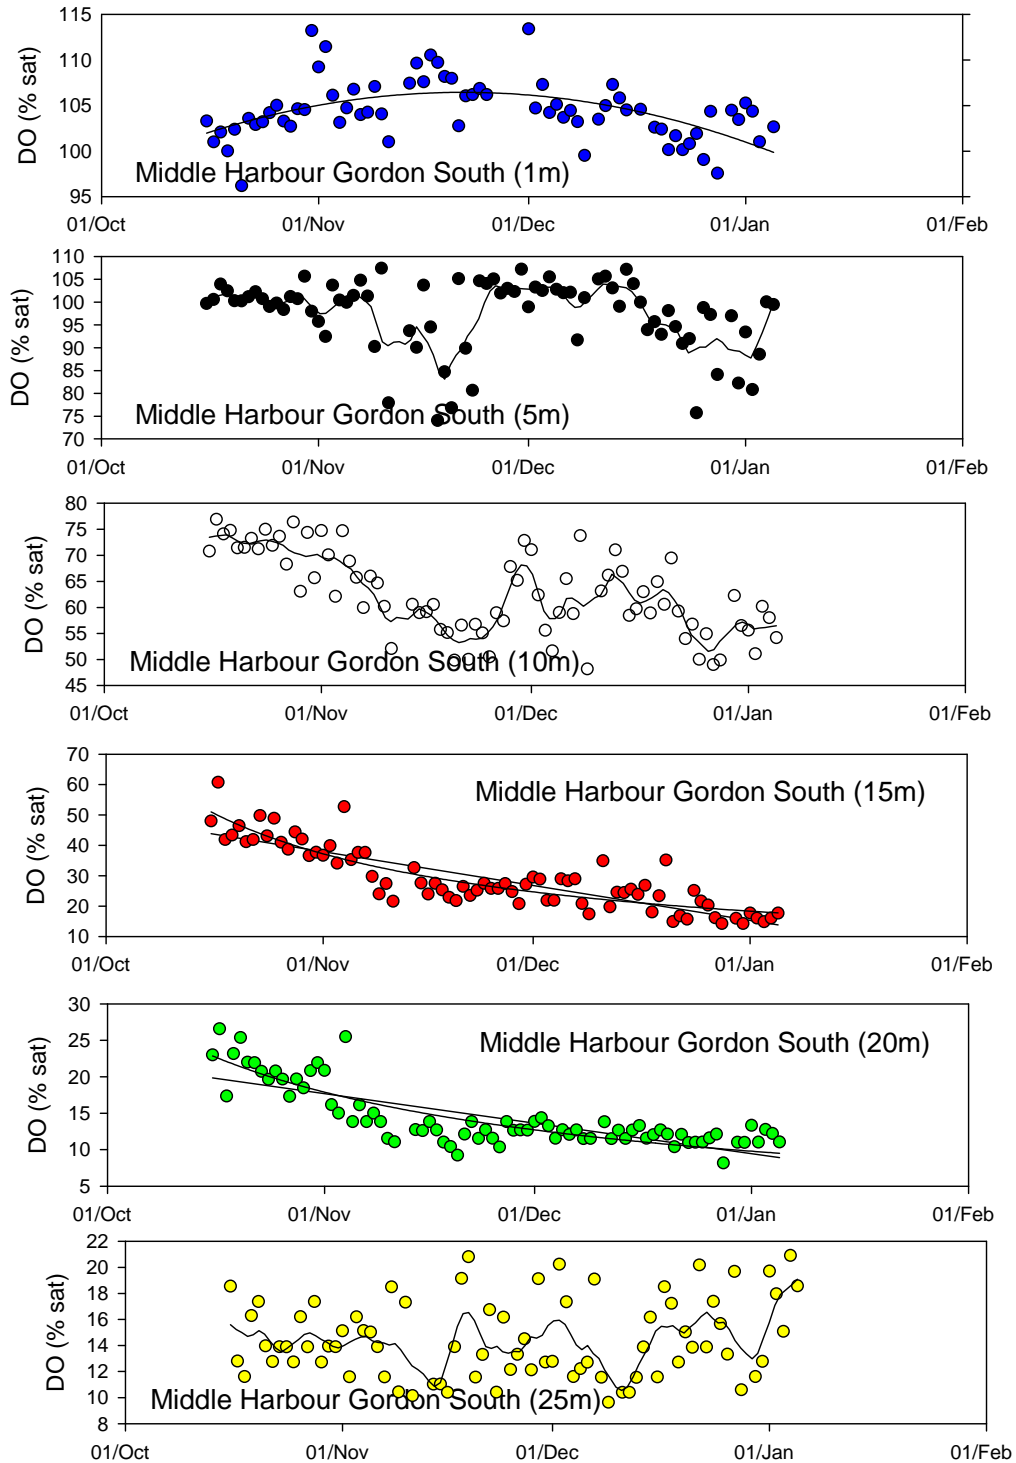 115
110
105
100
95
DO (% sat)
Middle Harbour Gordon South (1m)
01/Oct 01/Nov 01/Dec 01/Jan 01/Feb
110
105
100
95
90
85
80
75
70
DO (% sat)
Middle Harbour Gordon South (5m)
01/Oct 01/Nov 01/Dec 01/Jan 01/Feb
80
75
70
65
60
55
50
45
DO (% sat)
Middle Harbour Gordon South (10m)
01/Oct 01/Nov 01/Dec 01/Jan 01/Feb
70
60
50
40
30
20
10
DO (% sat)
Middle Harbour Gordon South (15m)
01/Oct 01/Nov 01/Dec 01/Jan 01/Feb
30
25
20
15
10
5
DO (% sat)
Middle Harbour Gordon South (20m)
01/Oct 01/Nov 01/Dec 01/Jan 01/Feb
22
20
18
16
14
12
10
8
DO (% sat)
Middle Harbour Gordon South (25m)
01/Oct 01/Nov 01/Dec 01/Jan 01/Feb